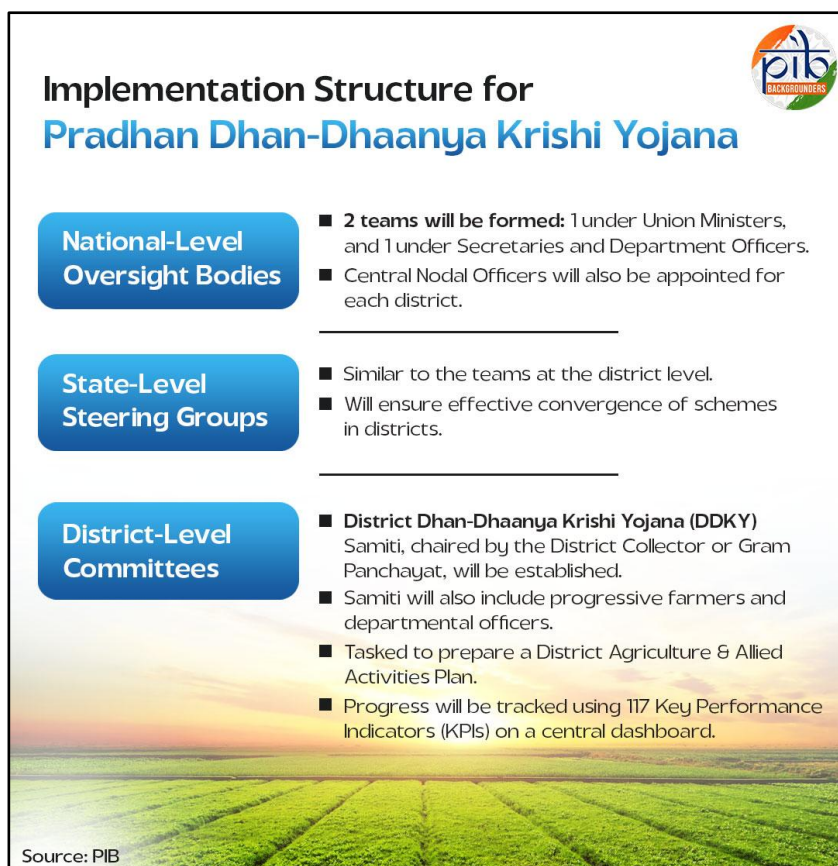 pib
BACKGROUNDERS
Implementation Structure for
Pradhan Dhan-Dhaanya Krishi Yojana
National-Level
Oversight Bodies
■ 2 teams will be formed: 1 under Union Ministers,
and 1 under Secretaries and Department Officers.
■ Central Nodal Officers will also be appointed for
each district.
State-Level
Steering Groups
■ Similar to the teams at the district level.
■ Will ensure effective convergence of schemes
in districts.
District-Level
Committees
■ District Dhan-Dhaanya Krishi Yojana (DDKY)
Samiti, chaired by the District Collector or Gram
Panchayat, will be established.
■ Samiti will also include progressive farmers and
departmental officers.
■ Tasked to prepare a District Agriculture & Allied
Activities Plan.
■ Progress will be tracked using 117 Key Performance
Indicators (KPIs) on a central dashboard.
Source: PIB